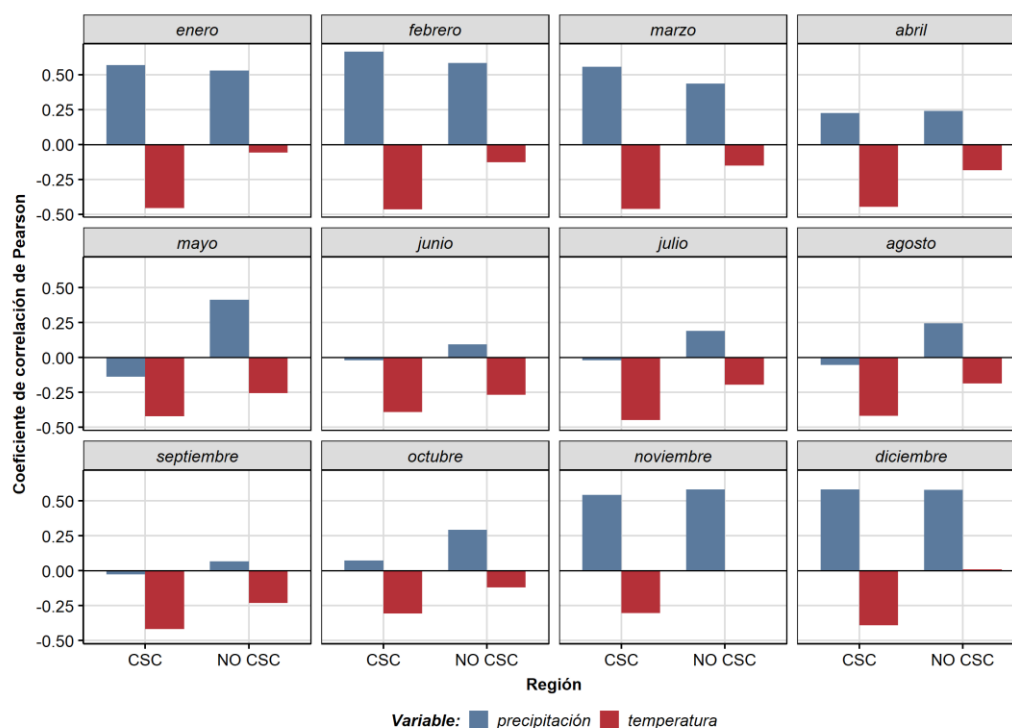 enero febrero marzo abril
0.50
0.25
0.00
-0.25
-0.50
mayo junio julio agosto
0.50
0.25
0.00
-0.25
-0.50
septiembre octubre noviembre diciembre
0.50
0.25
0.00
-0.25
-0.50
Coeficiente de correlación de Pearson
CSC NO CSC CSC NO CSC CSC NO CSC CSC NO CSC
Región
Variable: precipitación temperatura